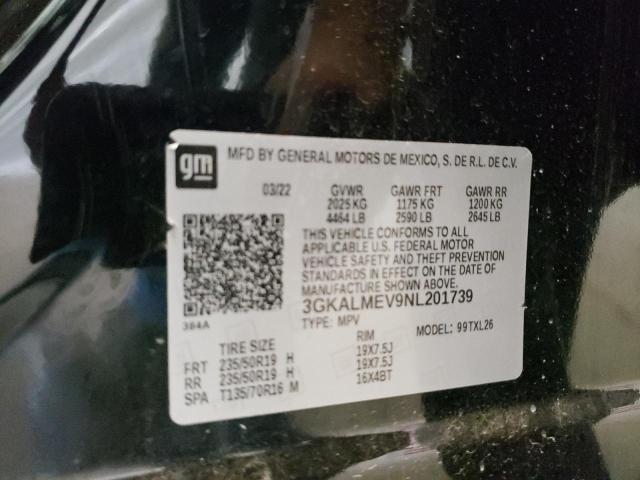 gm
MFD BY GENERAL MOTORS DE MEXICO, S. DE R.L. DE C.V.
03/22 GVWR GAWR FRT GAWR RR
2025 KG 1175 KG 1200 KG
4464 LB 2590 LB 2645 LB
THIS VEHICLE CONFORMS TO ALL
APPLICABLE U.S. FEDERAL MOTOR
VEHICLE SAFETY AND THEFT PREVENTION
STANDARDS IN EFFECT ON THE DATE OF
MANUFACTURE SHOWN ABOVE.
3GKALMEV9NL201739
384A
TYPE: MPV MODEL: 99TXL26
TIRE SIZE RIM
FRT 235/50R19 H 19X7.5J
RR 235/50R19 H 19X7.5J
SPA T135/70R16 M 16X4BT